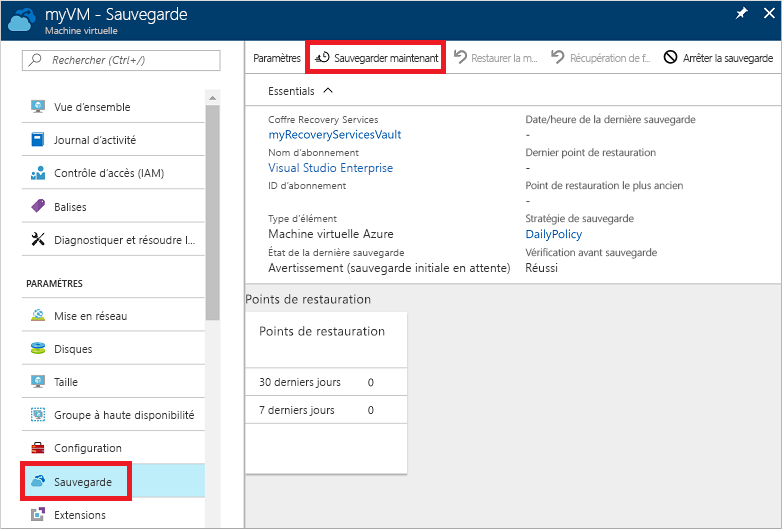 myVM - Sauvegarde
Machine virtuelle
Rechercher (Ctrl+/)
Vue d'ensemble
Journal d'activité
Contrôle d'accès (IAM)
Balises
Diagnostiquer et résoudre l...
PARAMÈTRES
Mise en réseau
Disques
Taille
Groupe à haute disponibilité
Configuration
Sauvegarde
Extensions
Paramètres Sauvegarder maintenant Restaurer la m... Récupération de f... Arrêter la sauvegarde
Essentials
Coffre Recovery Services
myRecoveryServicesVault
Nom d'abonnement
Visual Studio Enterprise
ID d'abonnement
Type d'élément
Machine virtuelle Azure
État de la dernière sauvegarde
Avertissement (sauvegarde initiale en attente)
Date/heure de la dernière sauvegarde
-
Dernier point de restauration
-
Point de restauration le plus ancien
-
Stratégie de sauvegarde
DailyPolicy
Vérification avant sauvegarde
Réussi
Points de restauration
Points de restauration
30 derniers jours 0
7 derniers jours 0